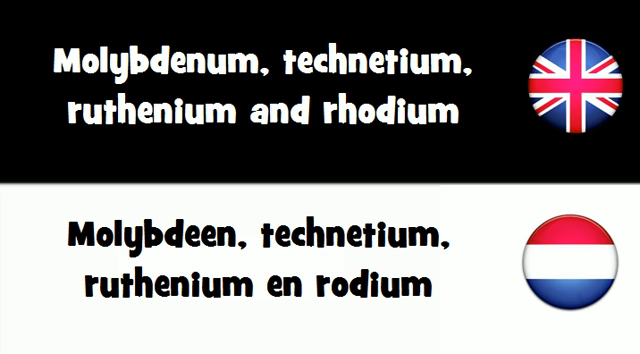 Molybdenum, technetium,
ruthenium and rhodium
Molybdeen, technetium,
ruthenium en rodium